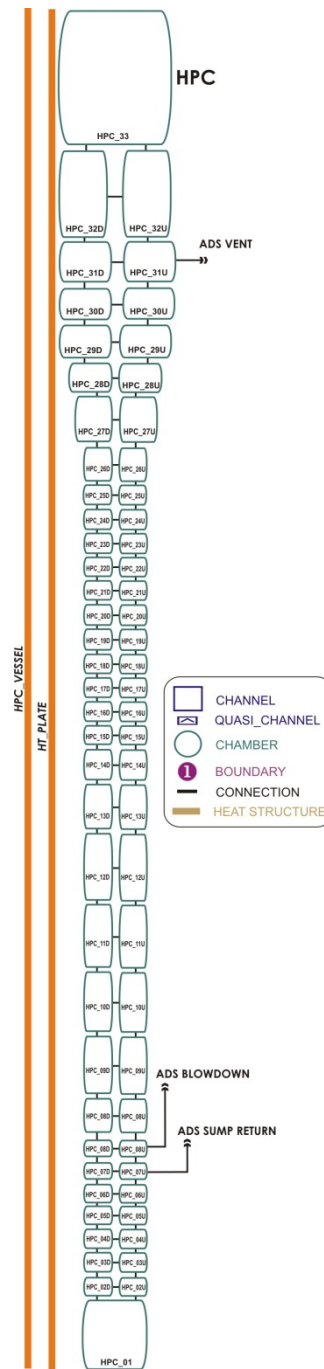 HPC
HPC_33
HPC_32D HPC_32U
ADS VENT
HPC_31D HPC_31U
HPC_30D HPC_30U
HPC_29D HPC_29U
HPC_28D HPC_28U
HPC_27D HPC_27U
HPC_26D HPC_26U
HPC_25D HPC_25U
HPC_24D HPC_24U
HPC_23D HPC_23U
HPC_22D HPC_22U
HPC_21D HPC_21U
HPC_20D HPC_20U
HPC_19D HPC_19U
HPC_18D HPC_18U
HPC_17D HPC_17U
HPC_16D HPC_16U
HPC_15D HPC_15U
HPC_14D HPC_14U
HPC_13D HPC_13U
HPC_12D HPC_12U
HPC_11D HPC_11U
HPC_10D HPC_10U
HPC_09D HPC_09U
ADS BLOWDOWN
HPC_08D HPC_08U
ADS SUMP RETURN
HPC_08D HPC_08U
HPC_07D HPC_07U
HPC_06D HPC_06U
HPC_05D HPC_05U
HPC_04D HPC_04U
HPC_03D HPC_03U
HPC_02D HPC_02U
HPC_01
HPC_VESSEL
HT_PLATE
CHANNEL
QUASI_CHANNEL
CHAMBER
1 BOUNDARY
CONNECTION
HEAT STRUCTURE